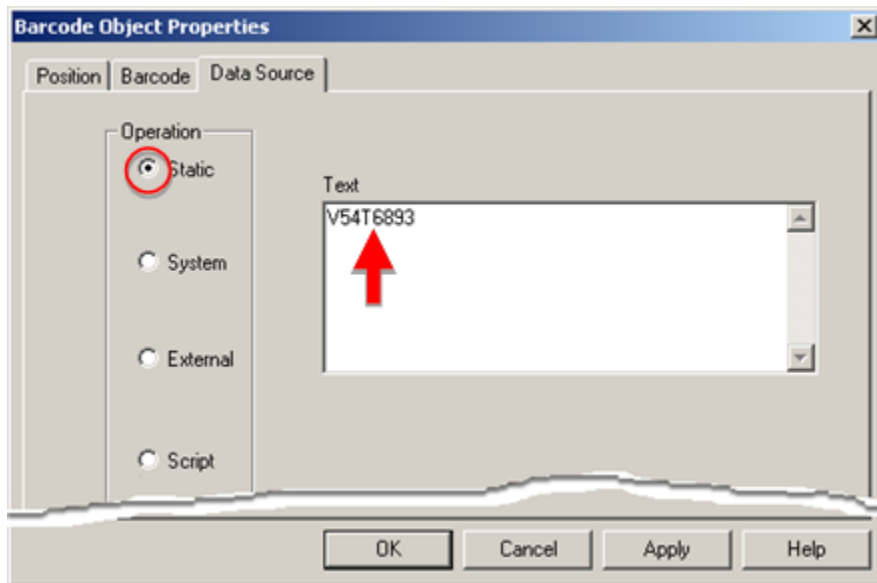 Barcode Object Properties
Position Barcode Data Source
Operation
Static
Text
V54T6893
System
External
Script
OK Cancel Apply Help